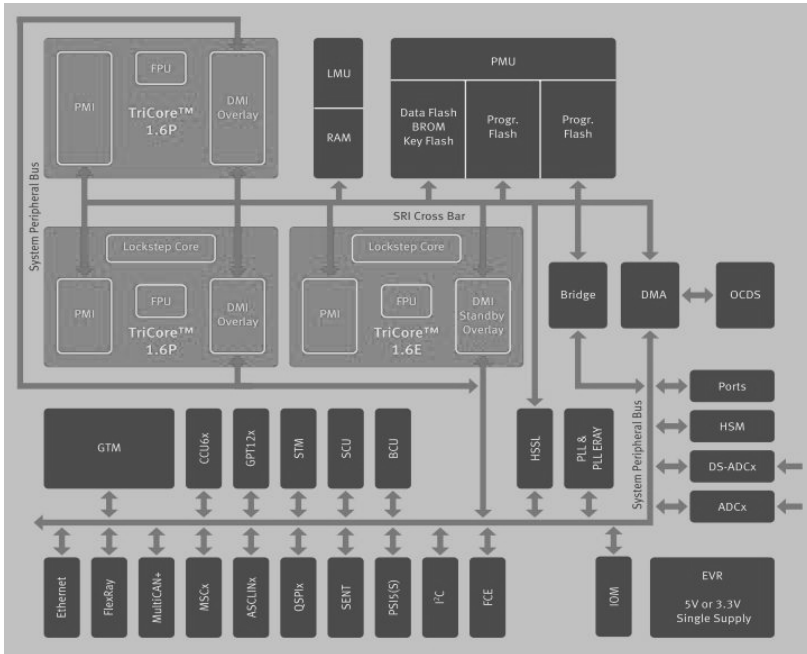 FPU
PMI
TriCore™
1.6P
DMI
Overlay
LMU
RAM
PMU
Data Flash
BROM
Key Flash
Progr.
Flash
Progr.
Flash
System Peripheral Bus
SRI Cross Bar
Lockstep Core
PMI
FPU
DMI
Overlay
TriCore™
1.6P
Lockstep Core
PMI
FPU
TriCore™
1.6E
DMI
Standby
Overlay
Bridge
DMA
OCDS
System Peripheral Bus
Ports
HSM
DS-ADCx
ADCx
GTM
CCU6x
GPT12x
STM
SCU
BCU
HSSL
PLL &
PLL ERAY
Ethernet
FlexRay
MultiCAN+
MSCx
ASCLINx
QSPIx
SENT
PSI5(S)
I²C
FCE
IOM
EVR
5V or 3.3V
Single Supply